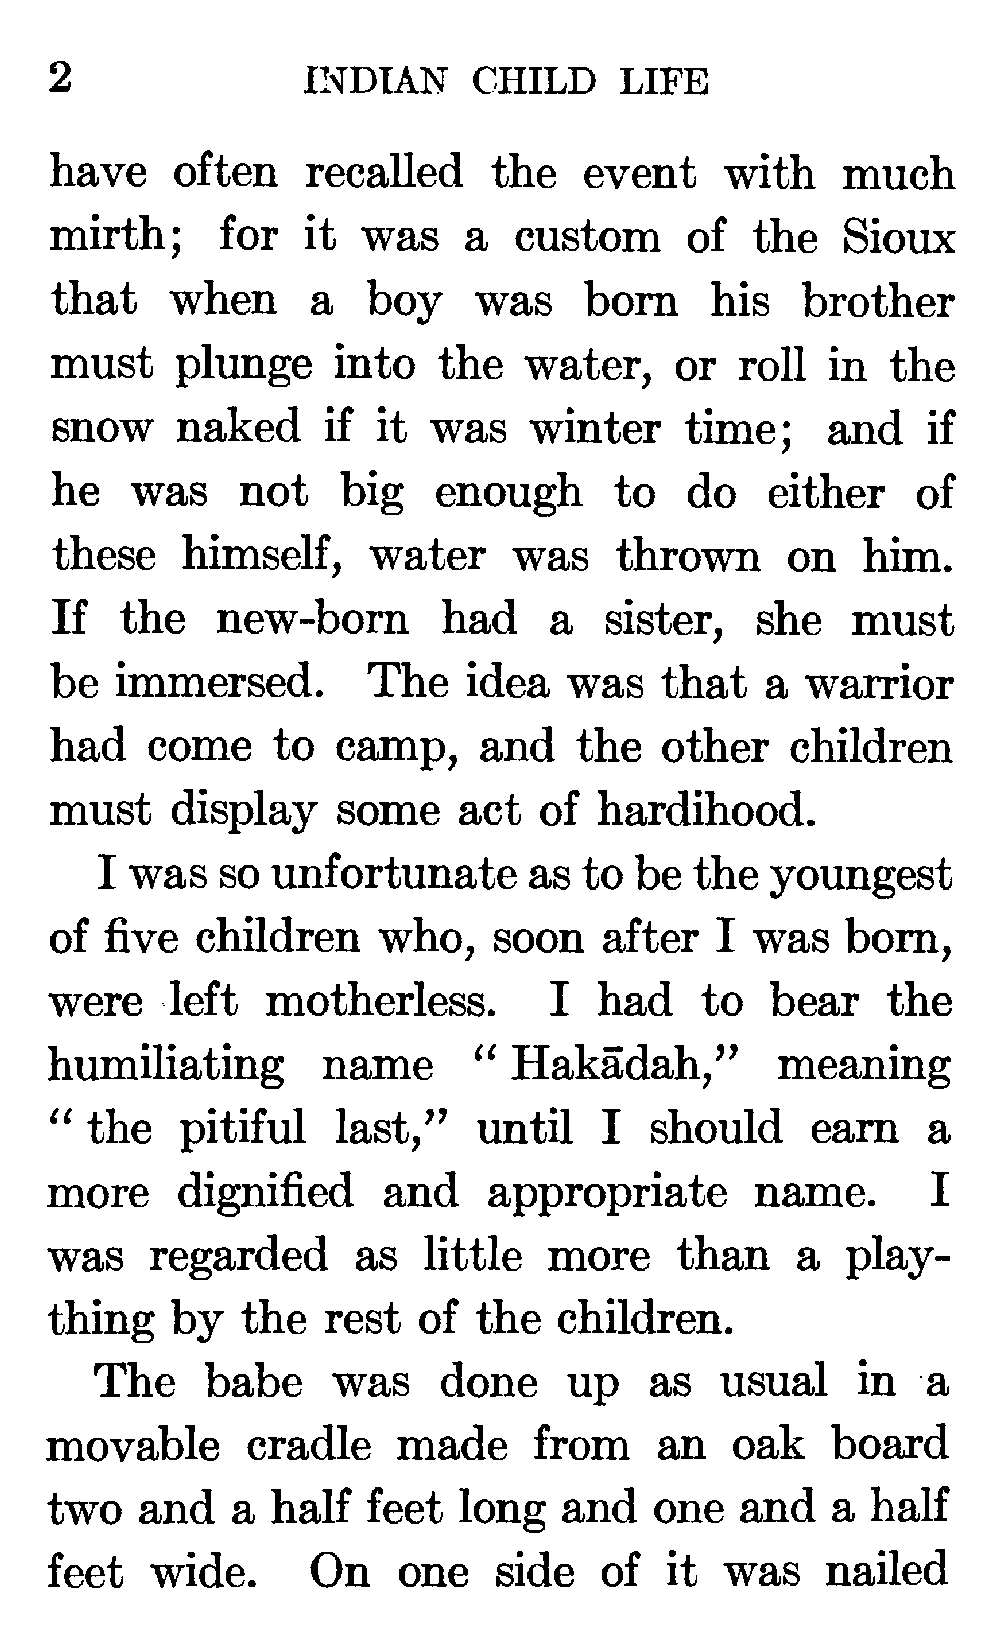 2 INDIAN CHILD LIFE
have often recalled the event with much
mirth; for it was a custom of the Sioux
that when a boy was born his brother
must plunge into the water, or roll in the
snow naked if it was winter time; and if
he was not big enough to do either of
these himself, water was thrown on him.
If the new-born had a sister, she must
be immersed. The idea was that a warrior
had come to camp, and the other children
must display some act of hardihood.
I was so unfortunate as to be the youngest
of five children who, soon after I was born,
were left motherless. I had to bear the
humiliating name “ Hakādah,” meaning
“ the pitiful last,” until I should earn a
more dignified and appropriate name. I
was regarded as little more than a play-
thing by the rest of the children.
The babe was done up as usual in a
movable cradle made from an oak board
two and a half feet long and one and a half
feet wide. On one side of it was nailed